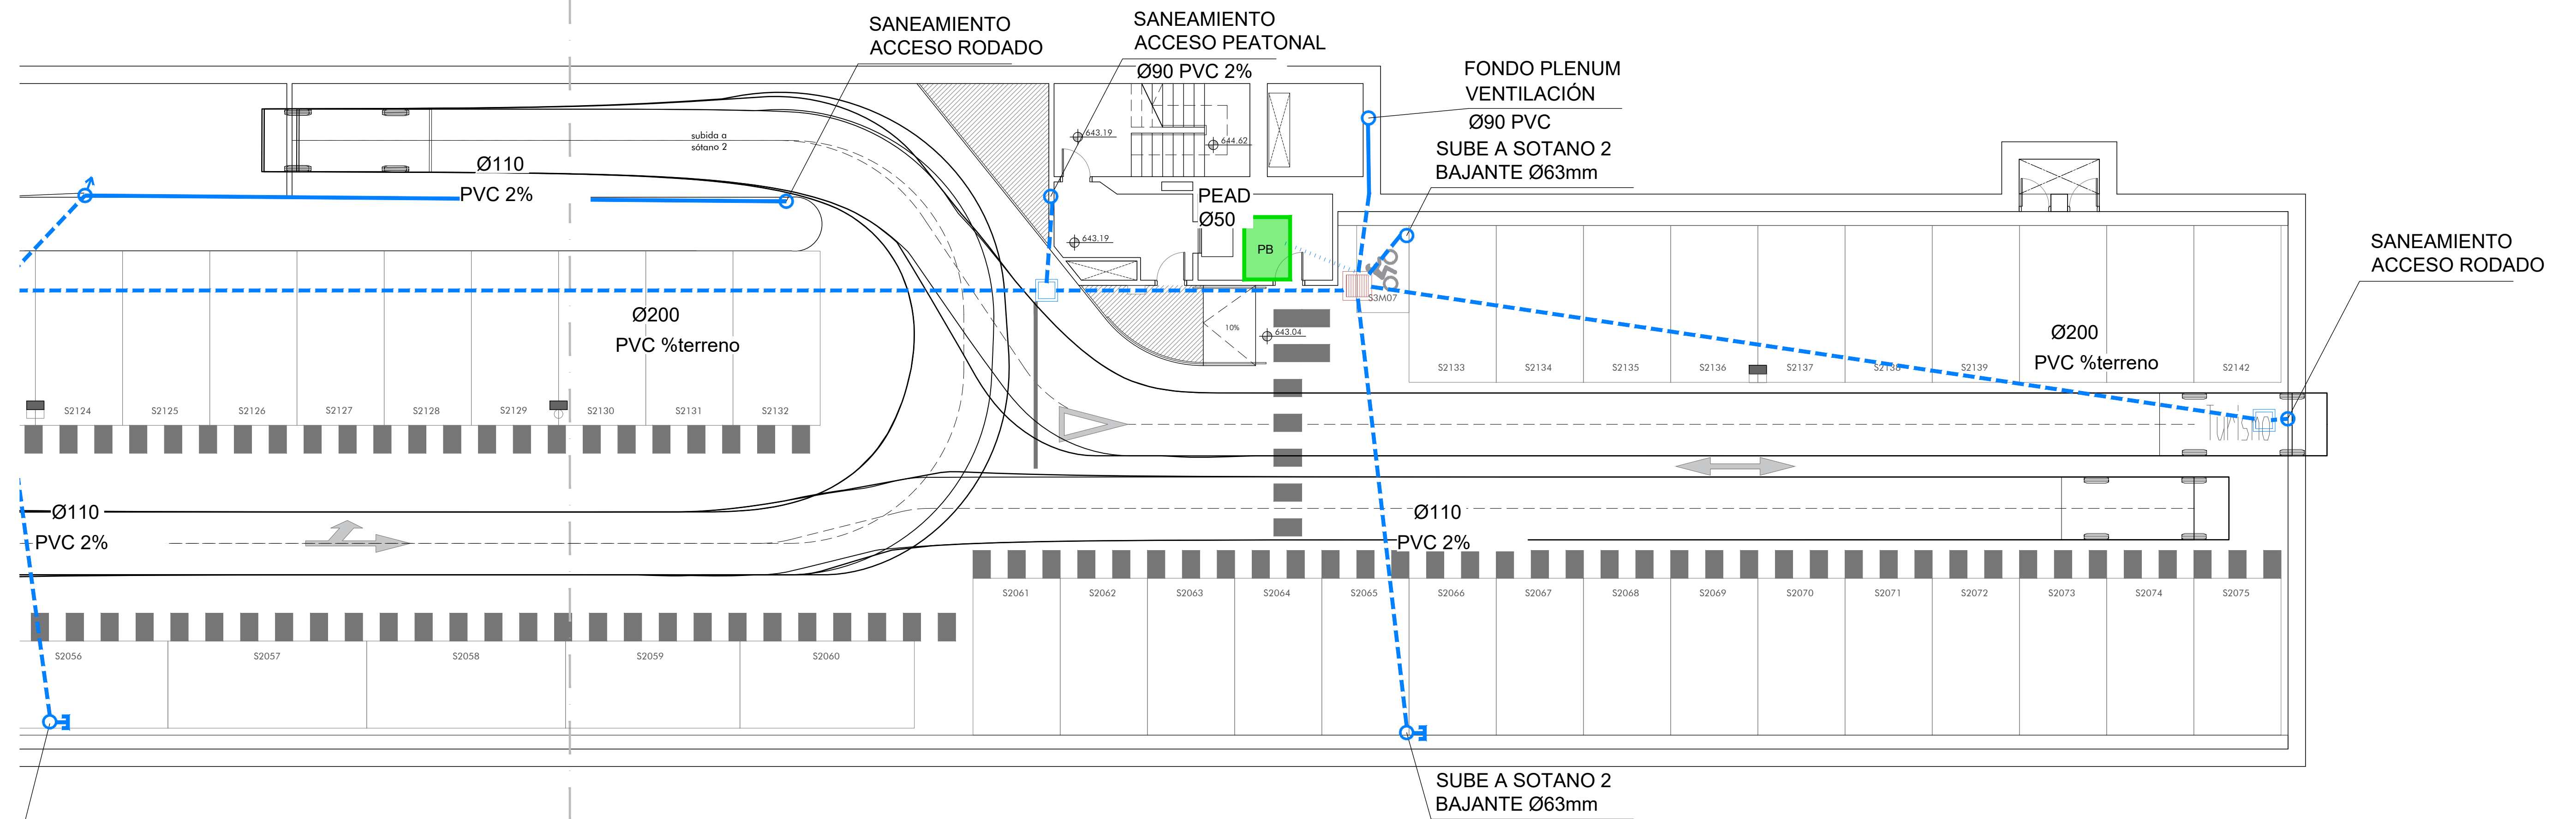 SANEAMIENTO
ACCESO RODADO
SANEAMIENTO
ACCESO PEATONAL
Ø90 PVC 2%
FONDO PLENUM
VENTILACIÓN
Ø90 PVC
SUBE A SOTANO 2
BAJANTE Ø63mm
subida a
sótano 2
643.19
644.62
Ø110
PVC 2%
PEAD
Ø50
PB
643.19
SANEAMIENTO
ACCESO RODADO
S3M07
Ø200
PVC %terreno
10%
643.04
Ø200
PVC %terreno
S2133
S2134
S2135
S2136
S2137
S2138
S2139
S2142
S2124
S2125
S2126
S2127
S2128
S2129
S2130
S2131
S2132
Turismo
Ø110
PVC 2%
Ø110
PVC 2%
S2061
S2062
S2063
S2064
S2065
S2066
S2067
S2068
S2069
S2070
S2071
S2072
S2073
S2074
S2075
S2056
S2057
S2058
S2059
S2060
SUBE A SOTANO 2
BAJANTE Ø63mm